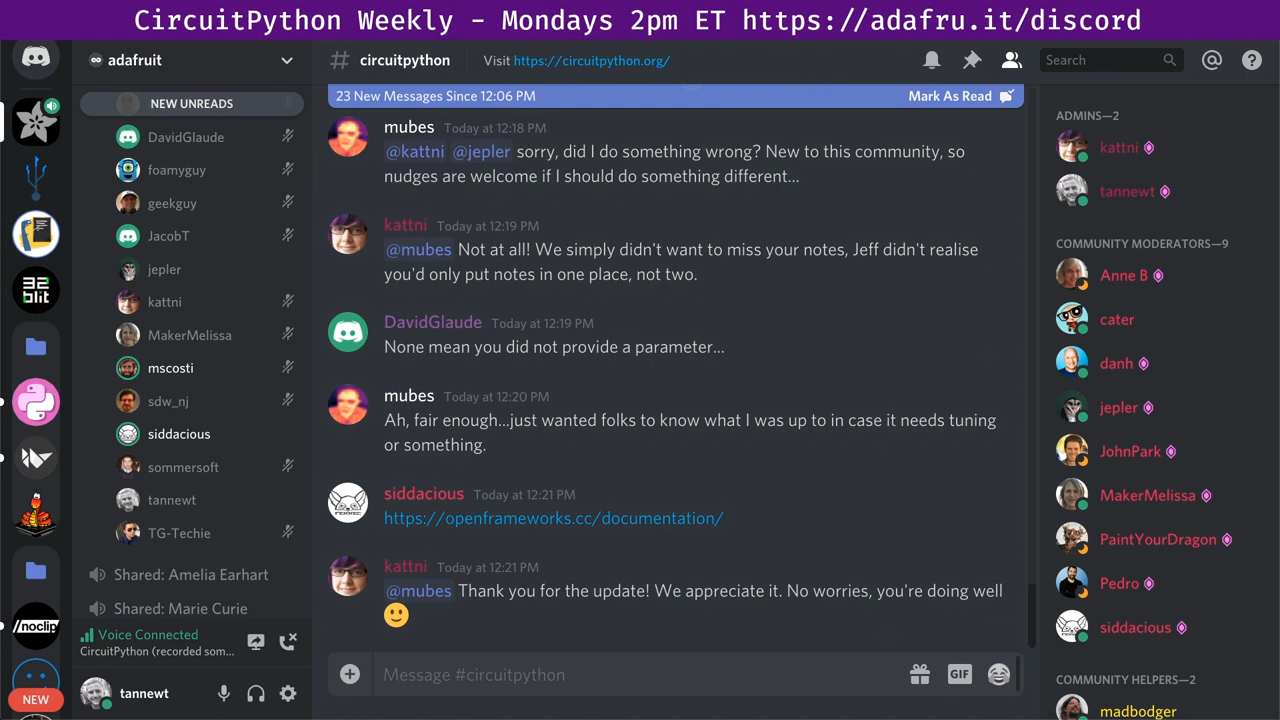 CircuitPython Weekly - Mondays 2pm ET https://adafru.it/discord
adafruit
# circuitpython
Visit https://circuitpython.org/
Search
NEW UNREADS
DavidGlaude
foamyguy
geekguy
JacobT
jepler
kattni
MakerMelissa
mscosti
sdw_nj
siddacious
sommersoft
tannewt
TG-Techie
Shared: Amelia Earhart
Shared: Marie Curie
Voice Connected
CircuitPython (recorded som...
tannewt
32blit
/noclip
NEW
23 New Messages Since 12:06 PM
Mark As Read
mubes Today at 12:18 PM
@kattni @jepler sorry, did I do something wrong? New to this community, so
nudges are welcome if I should do something different...
kattni Today at 12:19 PM
@mubes Not at all! We simply didn't want to miss your notes, Jeff didn't realise
you'd only put notes in one place, not two.
DavidGlaude Today at 12:19 PM
None mean you did not provide a parameter...
mubes Today at 12:20 PM
Ah, fair enough...just wanted folks to know what I was up to in case it needs tuning
or something.
siddacious Today at 12:21 PM
https://openframeworks.cc/documentation/
kattni Today at 12:21 PM
@mubes Thank you for the update! We appreciate it. No worries, you're doing well
Message #circuitpython
GIF
ADMINS—2
kattni
tannewt
COMMUNITY MODERATORS—9
Anne B
cater
danh
jepler
JohnPark
MakerMelissa
PaintYourDragon
Pedro
siddacious
COMMUNITY HELPERS—2
madbodger